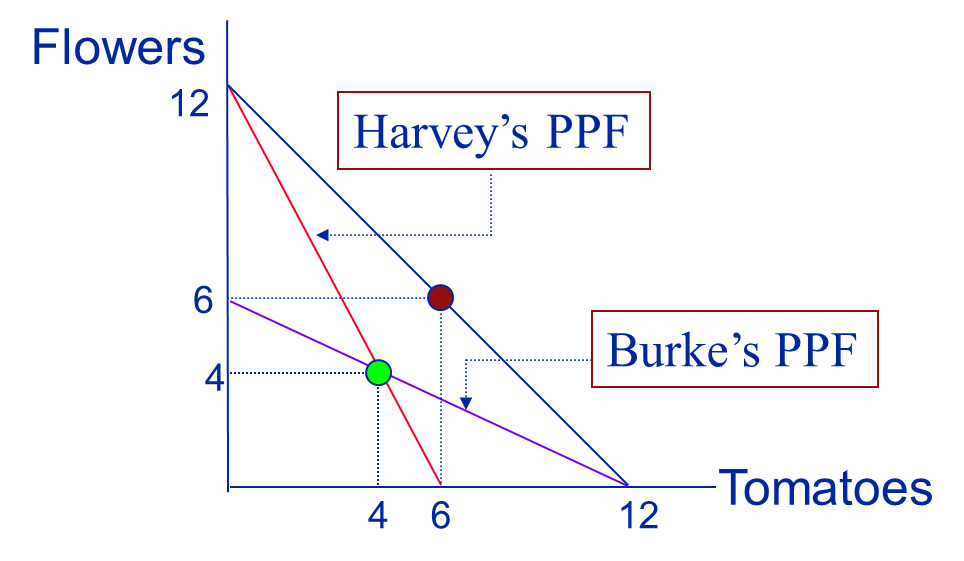 Flowers
12
Harvey’s PPF
6
Burke’s PPF
4
Tomatoes
4 6 12